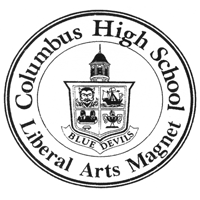 Columbus High School
BLUE DEVILS
Liberal Arts Magnet